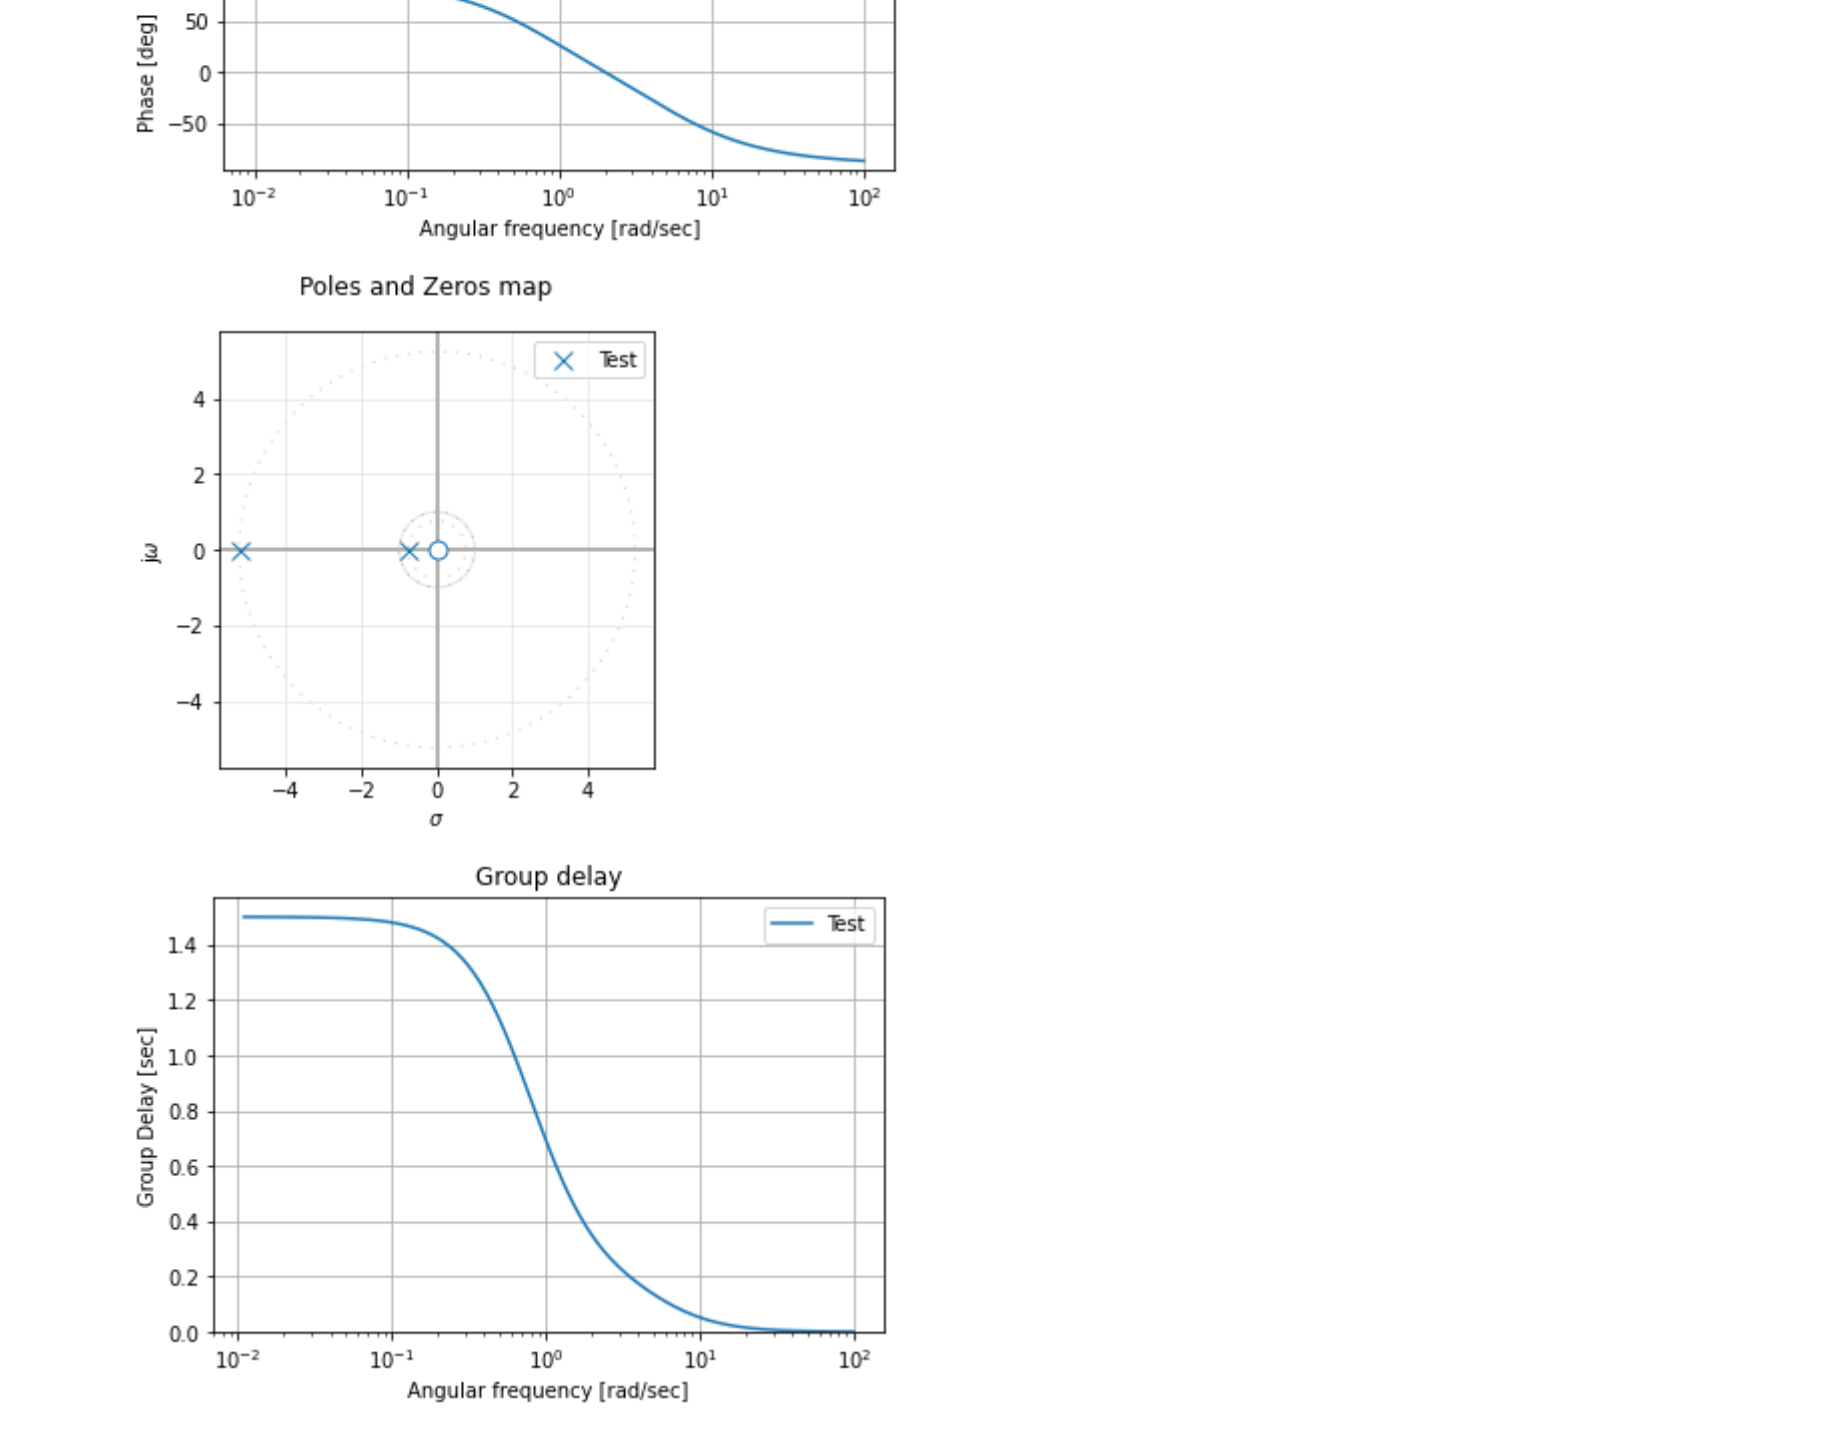 50
0
−50
Phase [deg]
10⁻² 10⁻¹ 10⁰ 10¹ 10²
Angular frequency [rad/sec]
Poles and Zeros map
Test
4
2
0
−2
−4
jω
−4 −2 0 2 4
σ
Group delay
Test
1.4
1.2
1.0
0.8
0.6
0.4
0.2
0.0
Group Delay [sec]
10⁻² 10⁻¹ 10⁰ 10¹ 10²
Angular frequency [rad/sec]